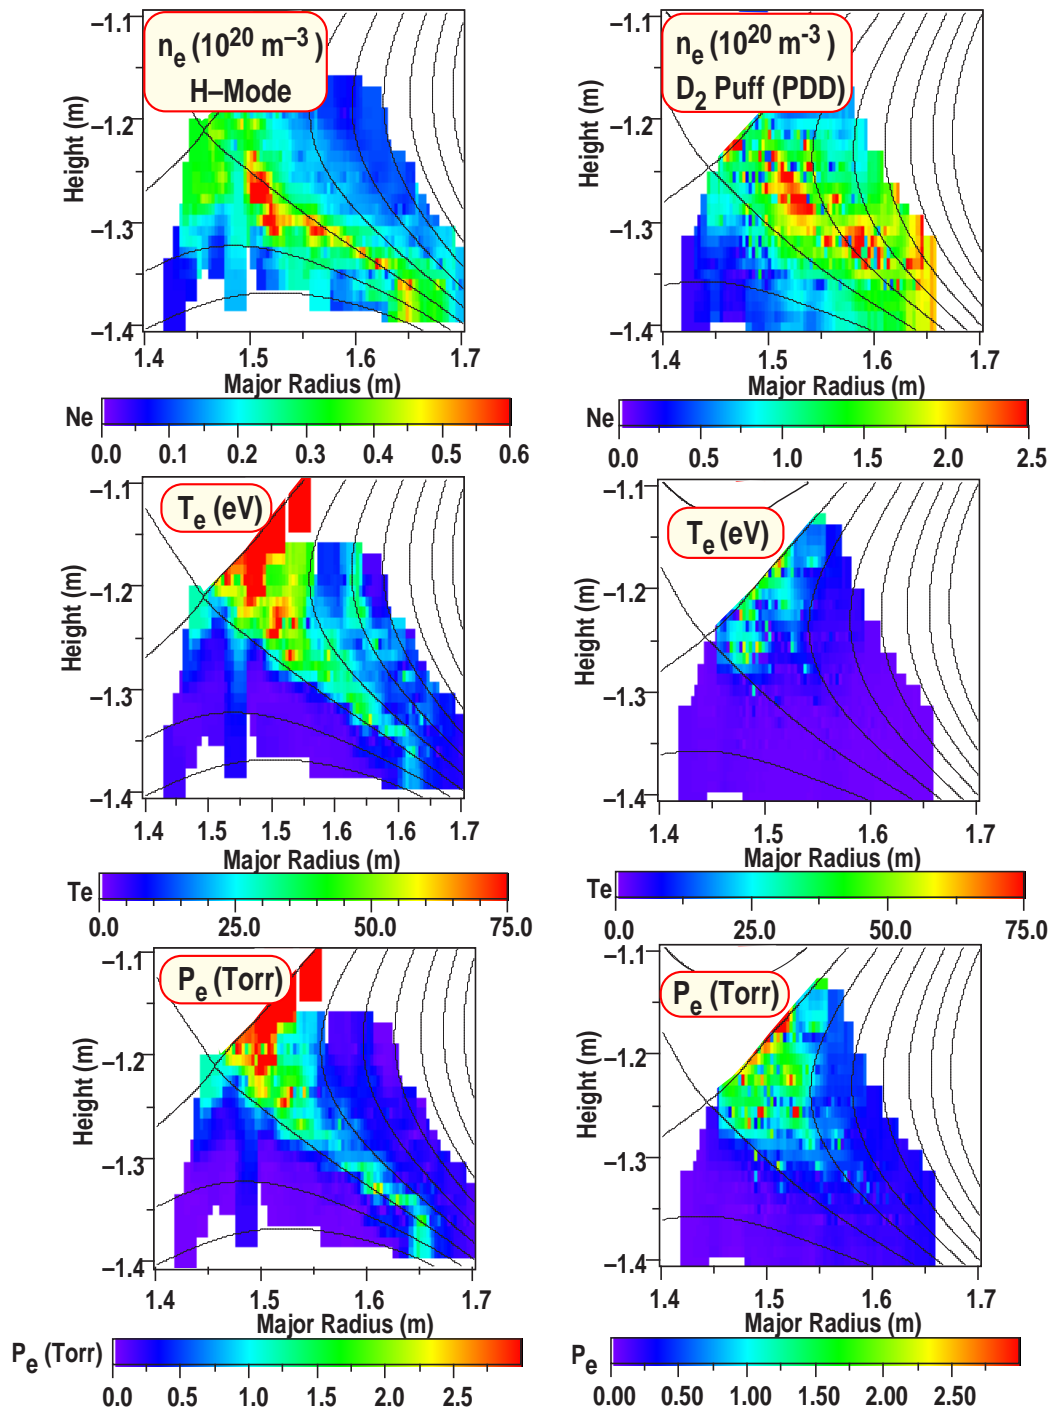 n_e (10^20 m^–3)
H–Mode
Height (m)
–1.1
–1.2
–1.3
–1.4
1.4 1.5 1.6 1.7
Major Radius (m)
Ne
0.0 0.1 0.2 0.3 0.4 0.5 0.6
n_e (10^20 m^-3)
D_2 Puff (PDD)
Height (m)
–1.1
–1.2
–1.3
–1.4
1.4 1.5 1.6 1.7
Major Radius (m)
Ne
0.0 0.5 1.0 1.5 2.0 2.5
T_e (eV)
Height (m)
–1.1
–1.2
–1.3
–1.4
1.4 1.5 1.5 1.6 1.6 1.7
Major Radius (m)
Te
0.0 25.0 50.0 75.0
T_e (eV)
Height (m)
–1.1
–1.2
–1.3
–1.4
1.4 1.5 1.6 1.7
Major Radius (m)
Te
0.0 25.0 50.0 75.0
P_e (Torr)
Height (m)
–1.1
–1.2
–1.3
–1.4
1.4 1.5 1.6 1.7
Major Radius (m)
P_e (Torr)
0.0 0.5 1.0 1.5 2.0 2.5
P_e (Torr)
Height (m)
–1.1
–1.2
–1.3
–1.4
1.4 1.5 1.6 1.7
Major Radius (m)
P_e
0.00 0.50 1.00 1.50 2.00 2.50